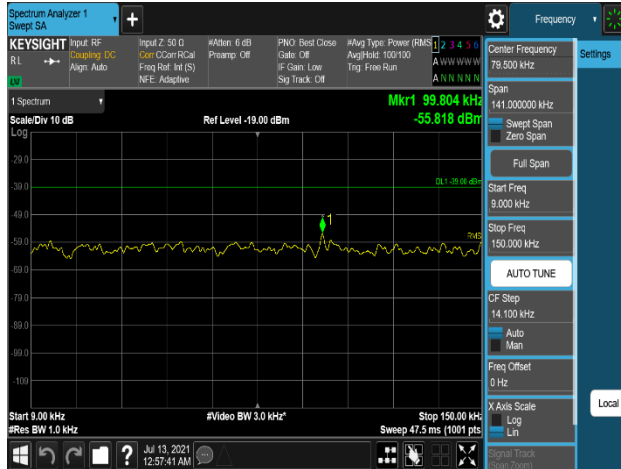 Spectrum Analyzer 1
Swept SA
Frequency
KEYSIGHT
R L
LV
Input: RF
Coupling: DC
Align: Auto
Input Z: 50 Ω
Corr CCorr RCal
Freq Ref: Int (S)
NFE: Adaptive
#Atten: 6 dB
Preamp: Off
PNO: Best Close
Gate: Off
IF Gain: Low
Sig Track: Off
#Avg Type: Power (RMS
Avg|Hold: 100/100
Trig: Free Run
1 2 3 4 5 6
A W W W W W
A N N N N N
Settings
1 Spectrum
Scale/Div 10 dB
Log
Ref Level -19.00 dBm
Mkr1 99.804 kHz
-55.818 dBm
-29.0
-39.0
DL1 -39.00 dBm
-49.0
1
-59.0
RMS
-69.0
-79.0
-89.0
-99.0
-109
Start 9.00 kHz
#Res BW 1.0 kHz
#Video BW 3.0 kHz*
Stop 150.00 kHz
Sweep 47.5 ms (1001 pts
Center Frequency
79.500 kHz
Span
141.000000 kHz
Swept Span
Zero Span
Full Span
Start Freq
9.000 kHz
Stop Freq
150.000 kHz
AUTO TUNE
CF Step
14.100 kHz
Auto
Man
Freq Offset
0 Hz
X Axis Scale
Log
Lin
Signal Track
(Span Zoom)
Local
Jul 13, 2021
12:57:41 AM